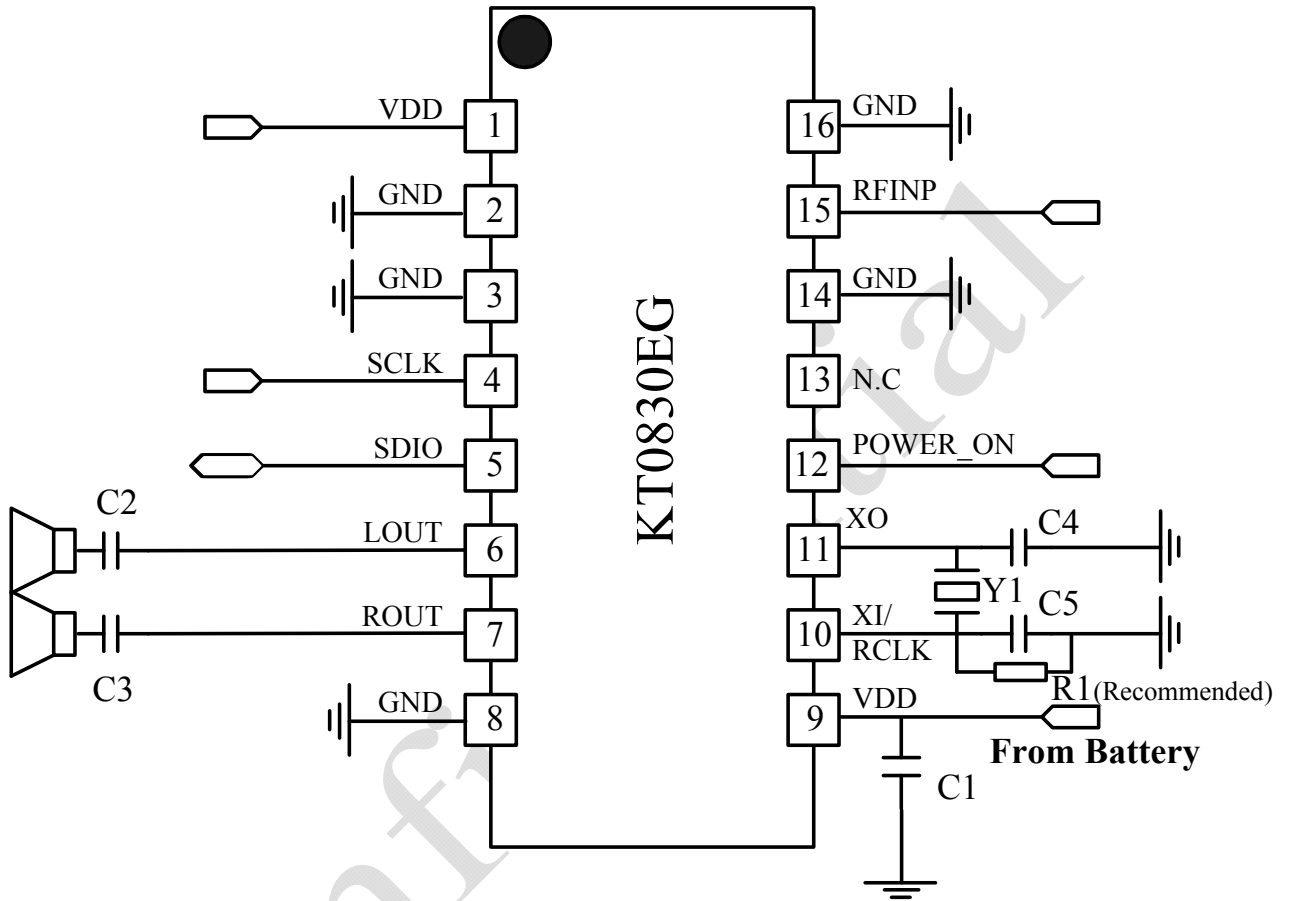 VDD
1
GND
2
GND
3
SCLK
4
SDIO
5
C2
LOUT
6
ROUT
7
C3
GND
8
KT0830EG
16
GND
15
RFINP
14
GND
13
N.C
12
POWER_ON
11
XO
C4
Y1
10
XI/
RCLK
C5
R1(Recommended)
9
VDD
From Battery
C1